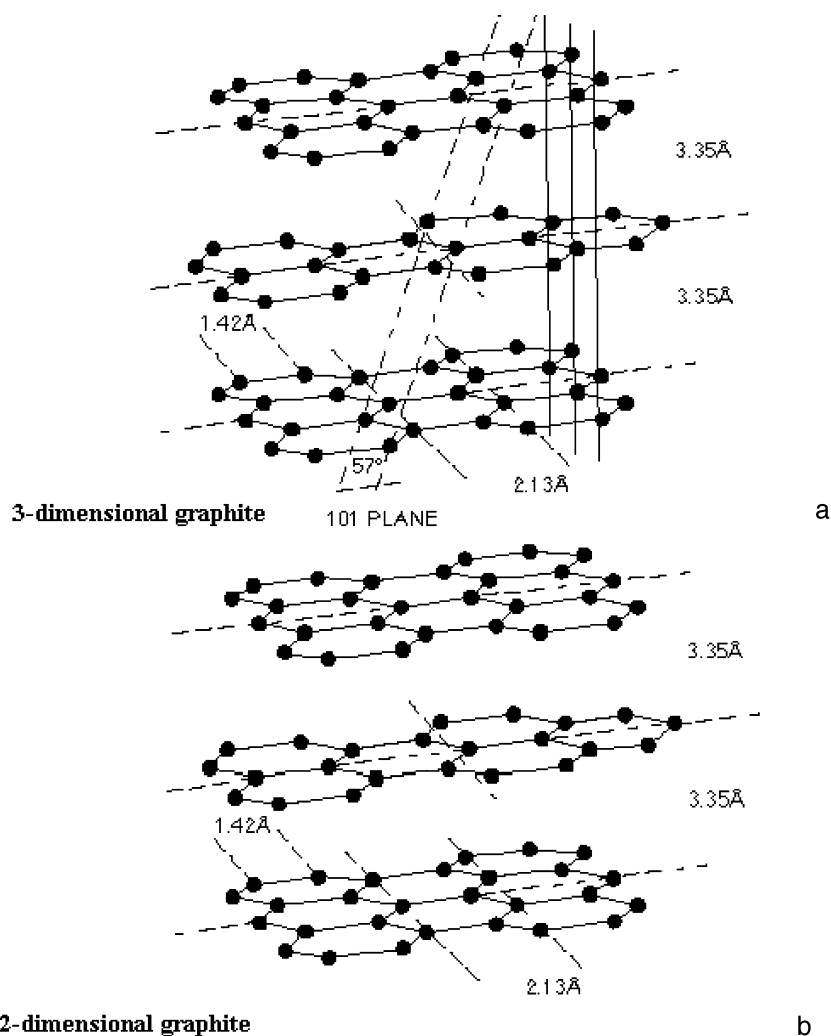 3.35Å
3.35Å
1.42Å
57°
2.13Å
3-dimensional graphite
101 PLANE
a
3.35Å
3.35Å
1.42Å
2.13Å
2-dimensional graphite
b